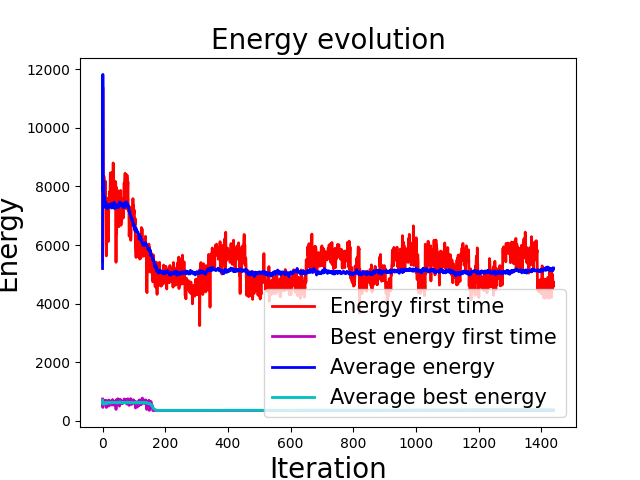 Energy evolution
12000
10000
8000
6000
4000
2000
0
Energy
Energy first time
Best energy first time
Average energy
Average best energy
0 200 400 600 800 1000 1200 1400
Iteration